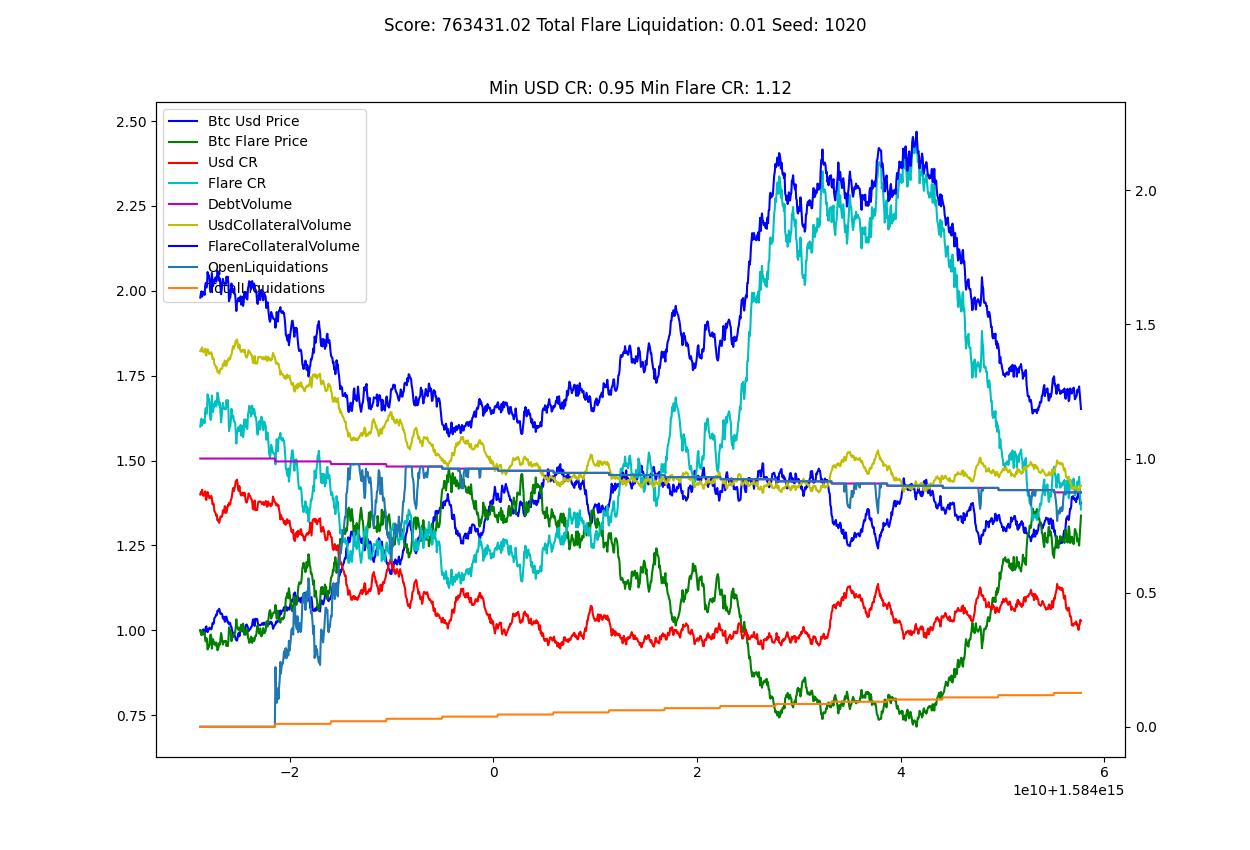 Score: 763431.02 Total Flare Liquidation: 0.01 Seed: 1020
Min USD CR: 0.95 Min Flare CR: 1.12
Btc Usd Price
Btc Flare Price
Usd CR
Flare CR
DebtVolume
UsdCollateralVolume
FlareCollateralVolume
OpenLiquidations
TotalLiquidations
2.50
2.25
2.00
1.75
1.50
1.25
1.00
0.75
2.0
1.5
1.0
0.5
0.0
−2
0
2
4
6
1e10+1.584e15